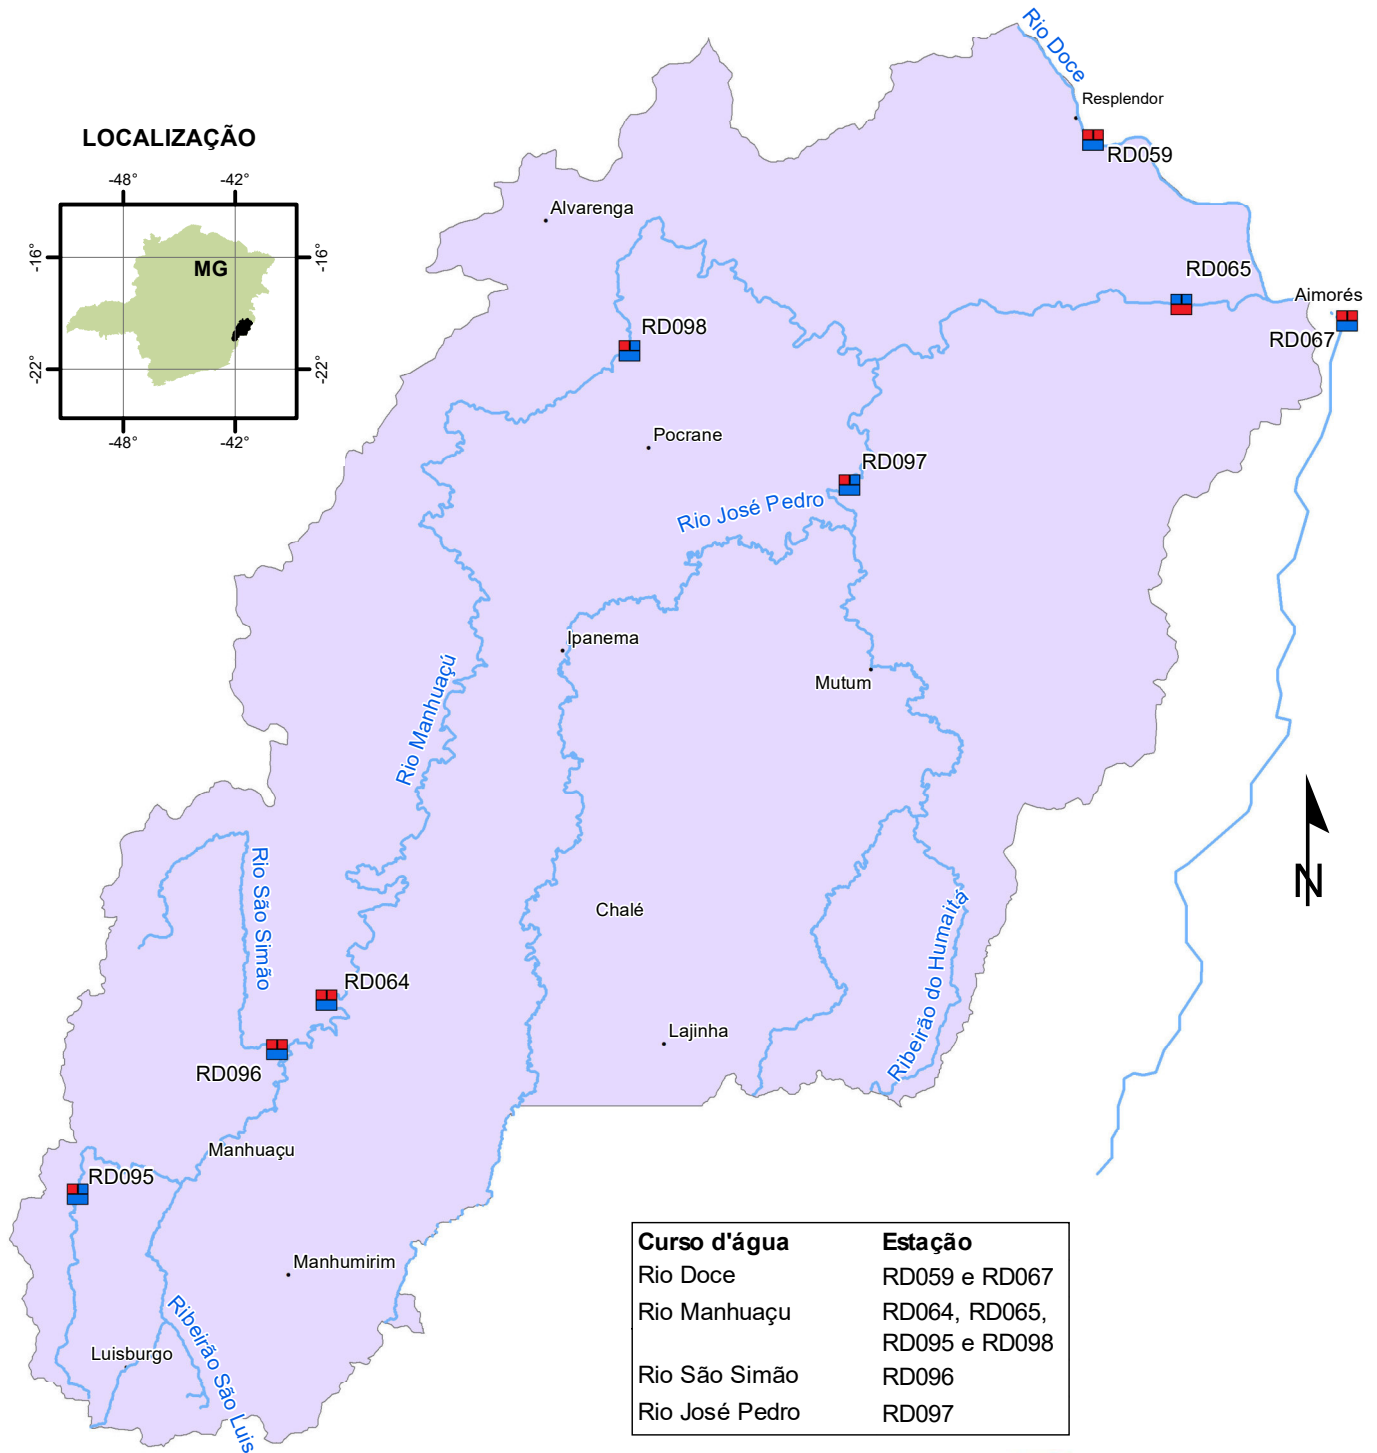 Rio Doce
Resplendor
RD059
LOCALIZAÇÃO
-48°
-42°
-16°
-16°
MG
-22°
-22°
-48°
-42°
Alvarenga
RD065
Aimorés
RD067
RD098
Pocrane
RD097
Rio José Pedro
Ipanema
Mutum
Rio Manhuaçú
Rio São Simão
Chalé
Ribeirão do Humaitá
N
RD064
Lajinha
RD096
Manhuaçu
RD095
Manhumirim
Ribeirão São Luis
Luisburgo
Curso d'água Estação
Rio Doce RD059 e RD067
Rio Manhuaçu RD064, RD065,
RD095 e RD098
Rio São Simão RD096
Rio José Pedro RD097